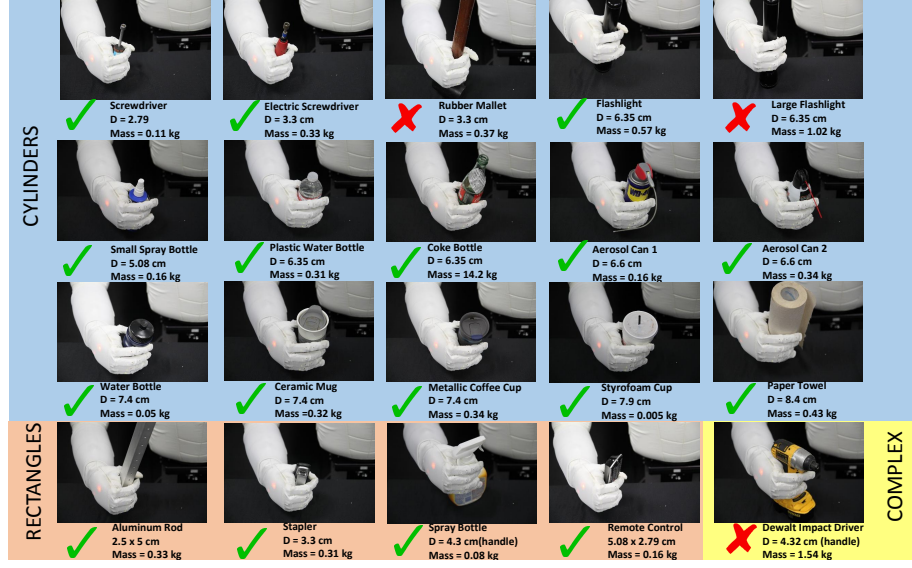 CYLINDERS
Screwdriver
D = 2.79
Mass = 0.11 kg
Electric Screwdriver
D = 3.3 cm
Mass = 0.33 kg
Rubber Mallet
D = 3.3 cm
Mass = 0.37 kg
Flashlight
D = 6.35 cm
Mass = 0.57 kg
Large Flashlight
D = 6.35 cm
Mass = 1.02 kg
Small Spray Bottle
D = 5.08 cm
Mass = 0.16 kg
Plastic Water Bottle
D = 6.35 cm
Mass = 0.31 kg
Coke Bottle
D = 6.35 cm
Mass = 14.2 kg
Aerosol Can 1
D = 6.6 cm
Mass = 0.16 kg
Aerosol Can 2
D = 6.6 cm
Mass = 0.34 kg
Water Bottle
D = 7.4 cm
Mass = 0.05 kg
Ceramic Mug
D = 7.4 cm
Mass =0.32 kg
Metallic Coffee Cup
D = 7.4 cm
Mass = 0.34 kg
Styrofoam Cup
D = 7.9 cm
Mass = 0.005 kg
Paper Towel
D = 8.4 cm
Mass = 0.43 kg
RECTANGLES
Aluminum Rod
2.5 x 5 cm
Mass = 0.33 kg
Stapler
D = 3.3 cm
Mass = 0.31 kg
Spray Bottle
D = 4.3 cm(handle)
Mass = 0.08 kg
Remote Control
5.08 x 2.79 cm
Mass = 0.16 kg
COMPLEX
Dewalt Impact Driver
D = 4.32 cm (handle)
Mass = 1.54 kg